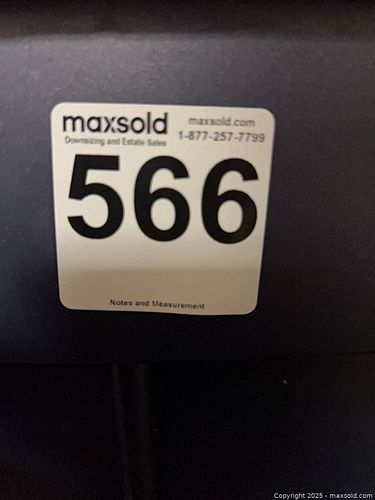 maxsold maxsold.com
Downsizing and Estate Sales 1-877-257-7799
566
Notes and Measurement
Copyright 2025 - maxsold.com